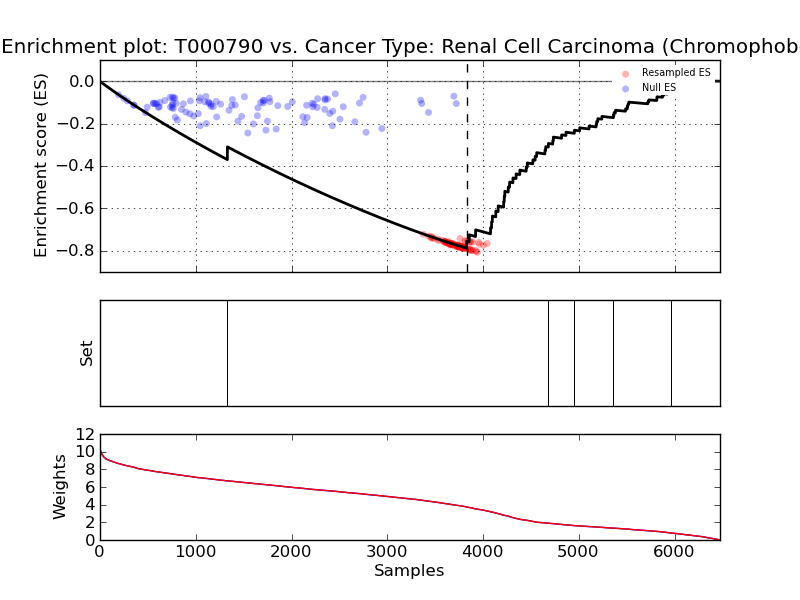 Enrichment plot: T000790 vs. Cancer Type: Renal Cell Carcinoma (Chromophob
Enrichment score (ES)
0.0
−0.2
−0.4
−0.6
−0.8
Resampled ES
Null ES
Set
Weights
12
10
8
6
4
2
0
0
1000
2000
3000
4000
5000
6000
Samples